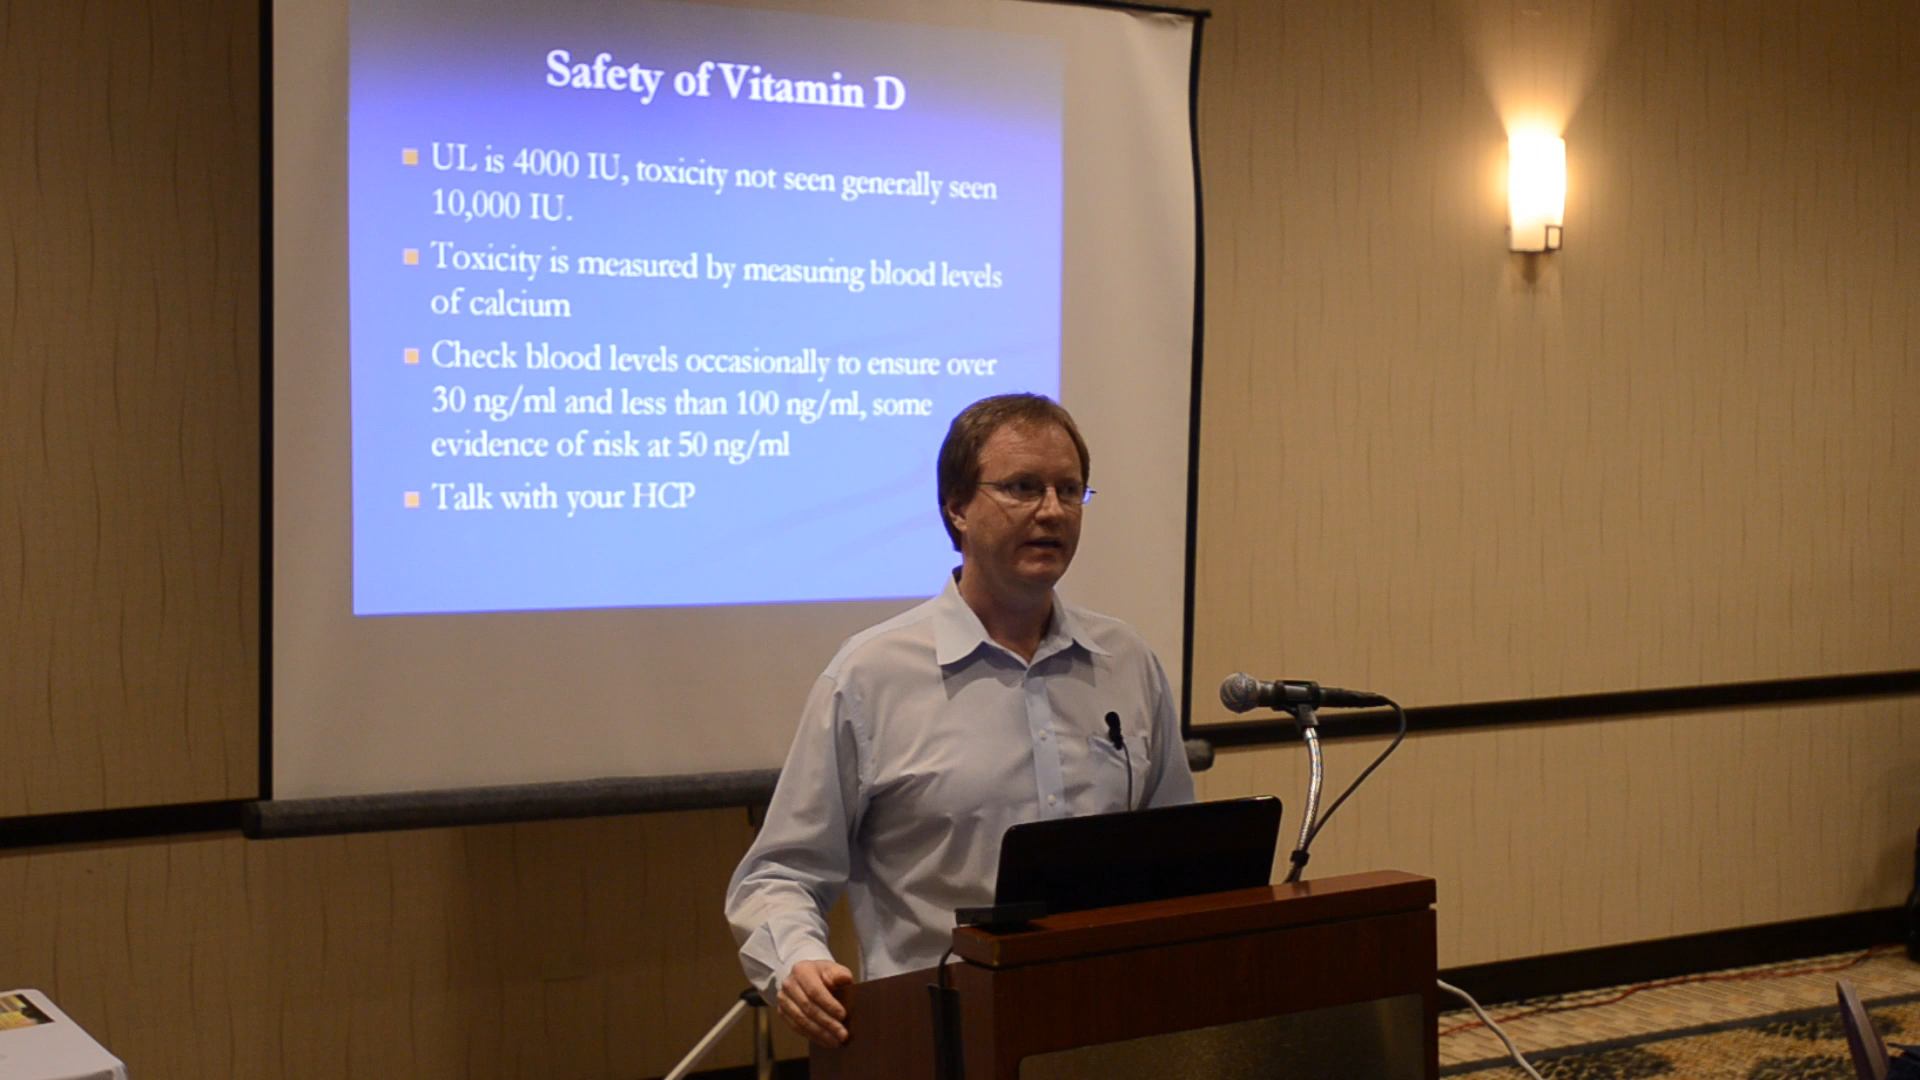 Safety of Vitamin D
UL is 4000 IU, toxicity not seen generally seen
10,000 IU.
Toxicity is measured by measuring blood levels
of calcium
Check blood levels occasionally to ensure over
30 ng/ml and less than 100 ng/ml, some
evidence of risk at 50 ng/ml
Talk with your HCP